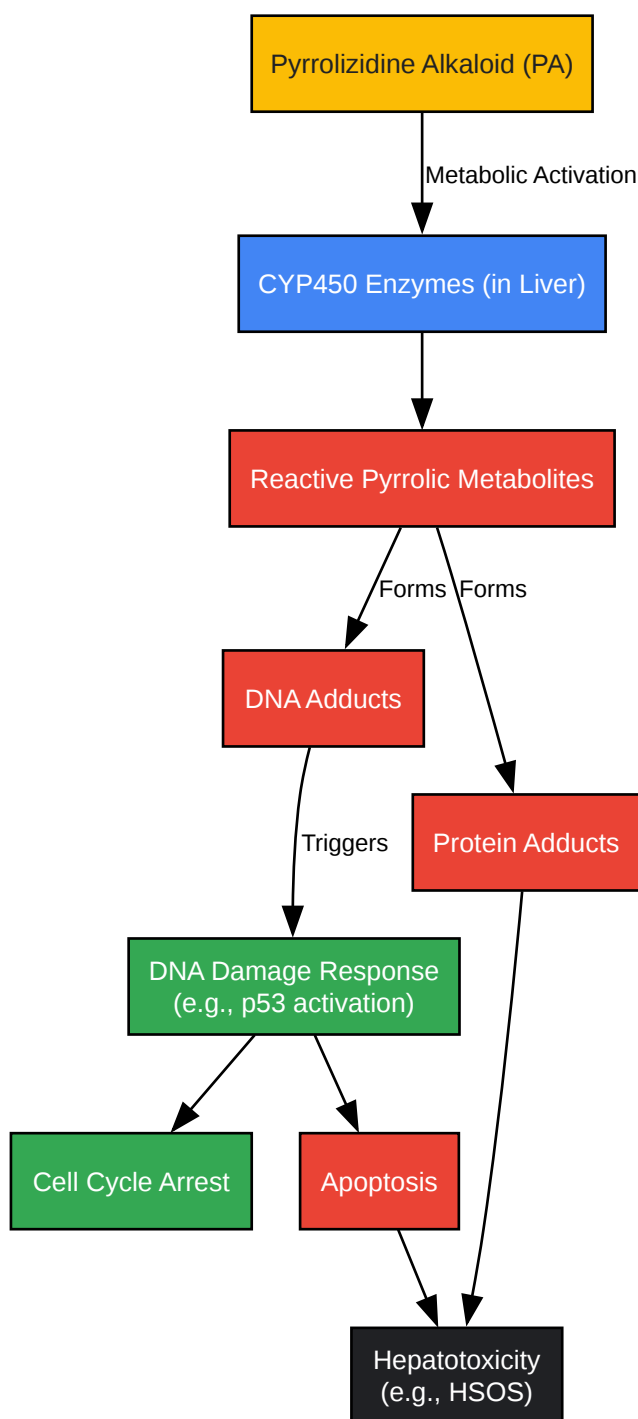 Pyrrolizidine Alkaloid (PA)
Metabolic Activation
CYP450 Enzymes (in Liver)
Reactive Pyrrolic Metabolites
Forms
Forms
DNA Adducts
Protein Adducts
Triggers
DNA Damage Response
(e.g., p53 activation)
Cell Cycle Arrest
Apoptosis
Hepatotoxicity
(e.g., HSOS)